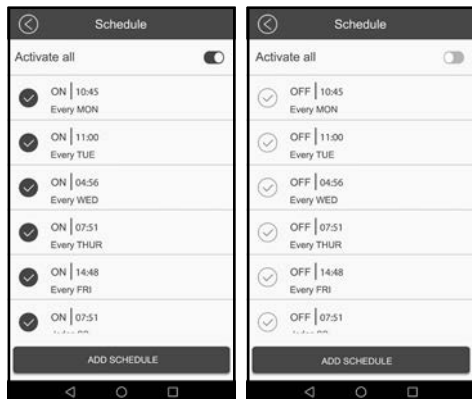 Schedule
Activate all
ON 10:45
Every MON
ON 11:00
Every TUE
ON 04:56
Every WED
ON 07:51
Every THUR
ON 14:48
Every FRI
ON 07:51
ADD SCHEDULE
Schedule
Activate all
OFF 10:45
Every MON
OFF 11:00
Every TUE
OFF 04:56
Every WED
OFF 07:51
Every THUR
OFF 14:48
Every FRI
OFF 07:51
ADD SCHEDULE